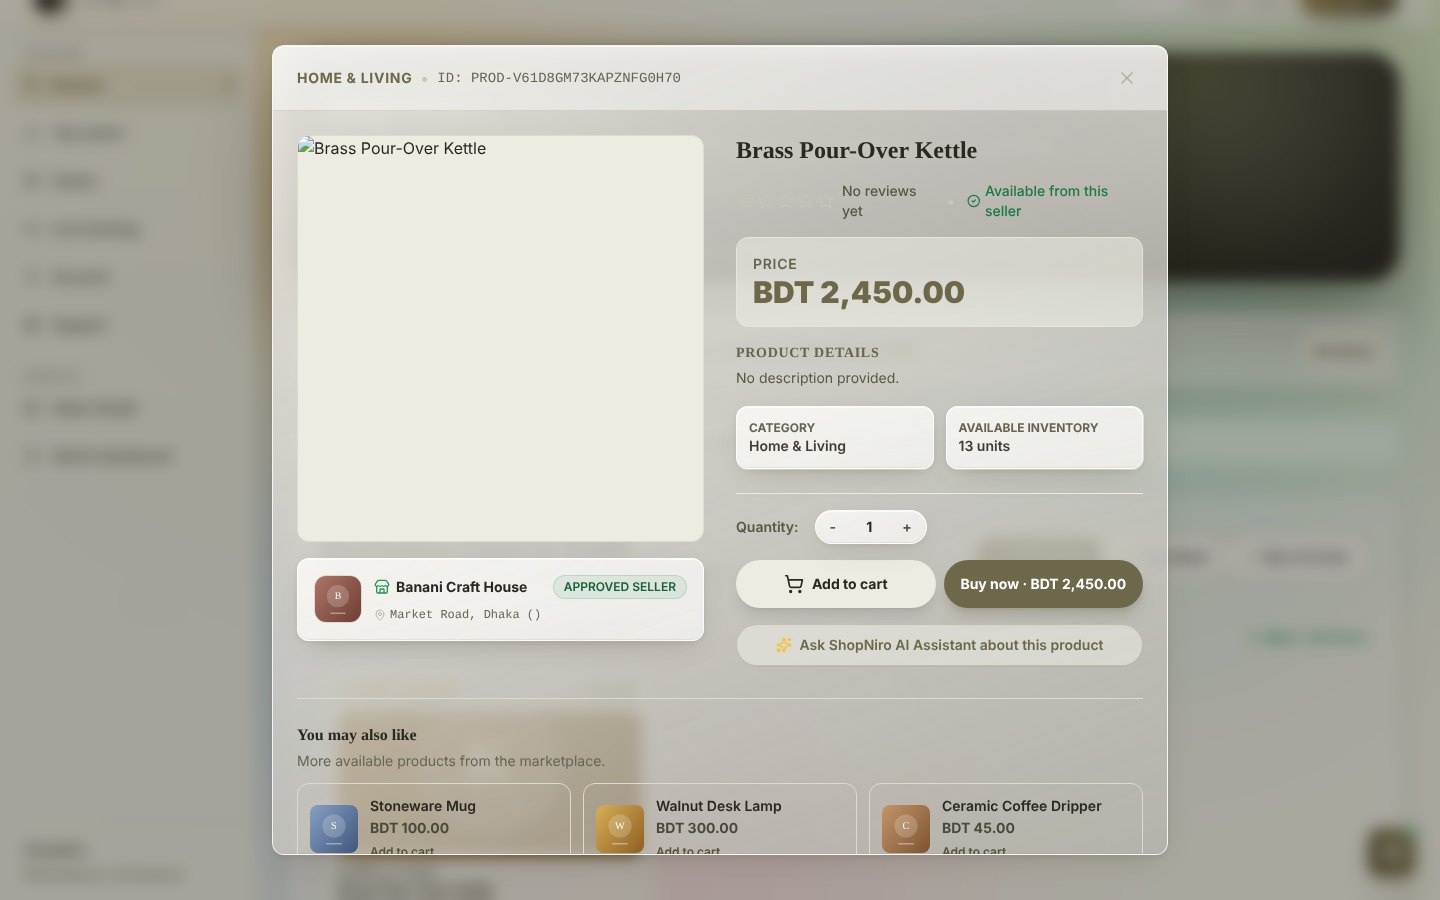 HOME & LIVING • ID: PROD-V61D8GM73KAPZNFG0H70
Brass Pour-Over Kettle
Brass Pour-Over Kettle
No reviews yet • Available from this seller
PRICE
BDT 2,450.00
PRODUCT DETAILS
No description provided.
CATEGORY
Home & Living
AVAILABLE INVENTORY
13 units
Quantity: - 1 +
Add to cart
Buy now · BDT 2,450.00
Ask ShopNiro AI Assistant about this product
B
Banani Craft House
APPROVED SELLER
Market Road, Dhaka ()
You may also like
More available products from the marketplace.
S
Stoneware Mug
BDT 100.00
Add to cart
W
Walnut Desk Lamp
BDT 300.00
Add to cart
C
Ceramic Coffee Dripper
BDT 45.00
Add to cart